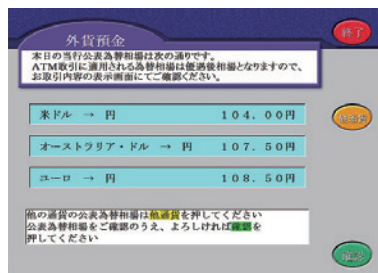 外貨預金
終了
本日の当行公表為替相場は次の通りです。
ATM取引に適用される為替相場は優遇後相場となりますので、
お取引内容の表示画面にてご確認ください。
米ドル → 円 104.00円
他通貨
オーストラリア・ドル → 円 107.50円
ユーロ → 円 108.50円
他の通貨の公表為替相場は他通貨を押してください
公表為替相場をご確認のうえ、よろしければ確認を
押してください
確認